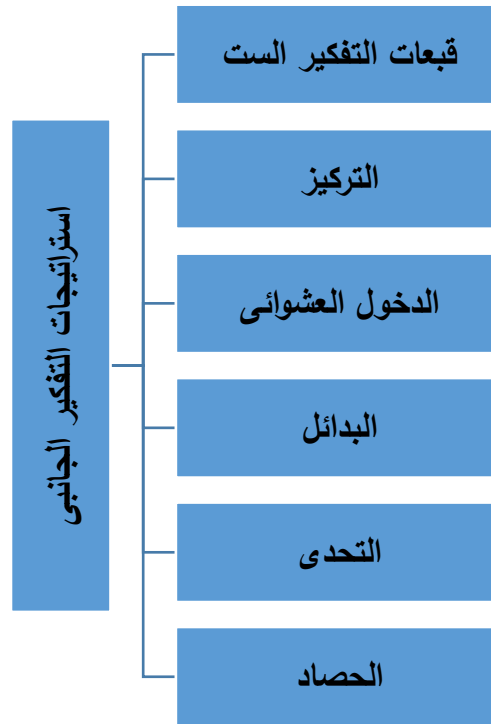 استراتيجات التفكير الجانبى
قبعات التفكير الست
التركيز
الدخول العشوائى
البدائل
التحدى
الحصاد